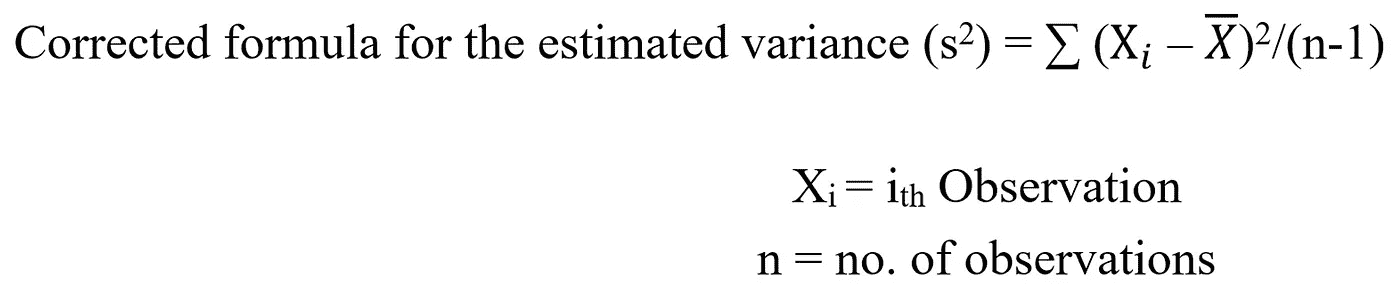 Corrected formula for the estimated variance (s²) = ∑ (Xᵢ – X̅)²/(n-1)
Xᵢ = iₜₕ Observation
n = no. of observations